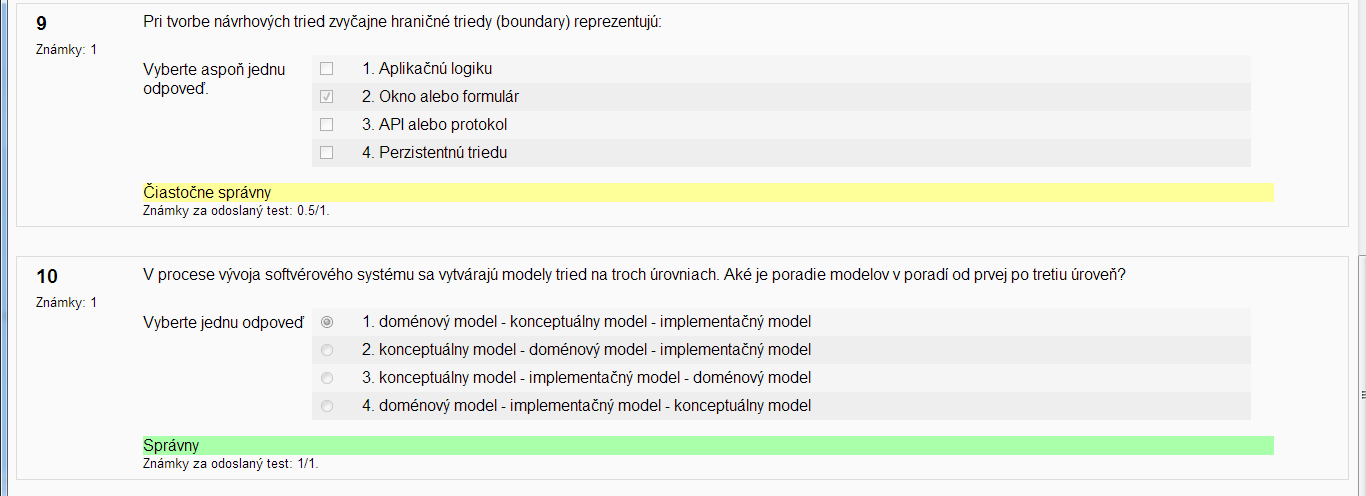 9
Známky: 1
Pri tvorbe návrhových tried zvyčajne hraničné triedy (boundary) reprezentujú:
Vyberte aspoň jednu
odpoveď.
1. Aplikačnú logiku
2. Okno alebo formulár
3. API alebo protokol
4. Perzistentnú triedu
Čiastočne správny
Známky za odoslaný test: 0.5/1.
10
Známky: 1
V procese vývoja softvérového systému sa vytvárajú modely tried na troch úrovniach. Aké je poradie modelov v poradí od prvej po tretiu úroveň?
Vyberte jednu odpoveď
1. doménový model - konceptuálny model - implementačný model
2. konceptuálny model - doménový model - implementačný model
3. konceptuálny model - implementačný model - doménový model
4. doménový model - implementačný model - konceptuálny model
Správny
Známky za odoslaný test: 1/1.